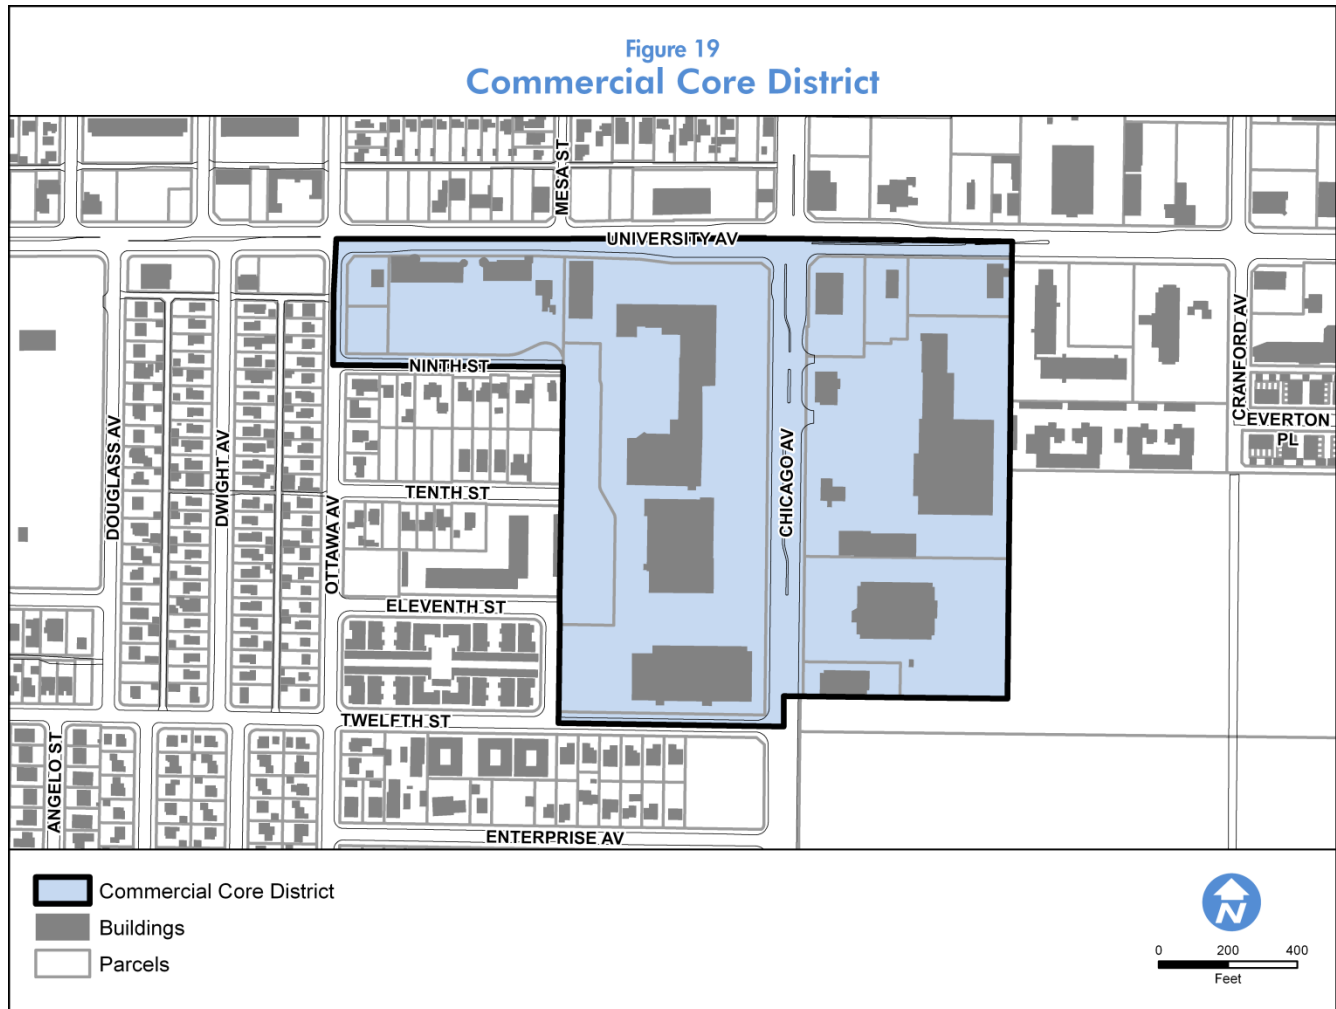 Figure 19
Commercial Core District
MESA ST
UNIVERSITY AV
NINTH ST
DOUGLASS AV
DWIGHT AV
OTTAWA AV
TENTH ST
CHICAGO AV
CRANFORD AV
EVERTON
PL
ELEVENTH ST
TWELFTH ST
ANGELO ST
ENTERPRISE AV
Commercial Core District
Buildings
Parcels
N
0 200 400
Feet